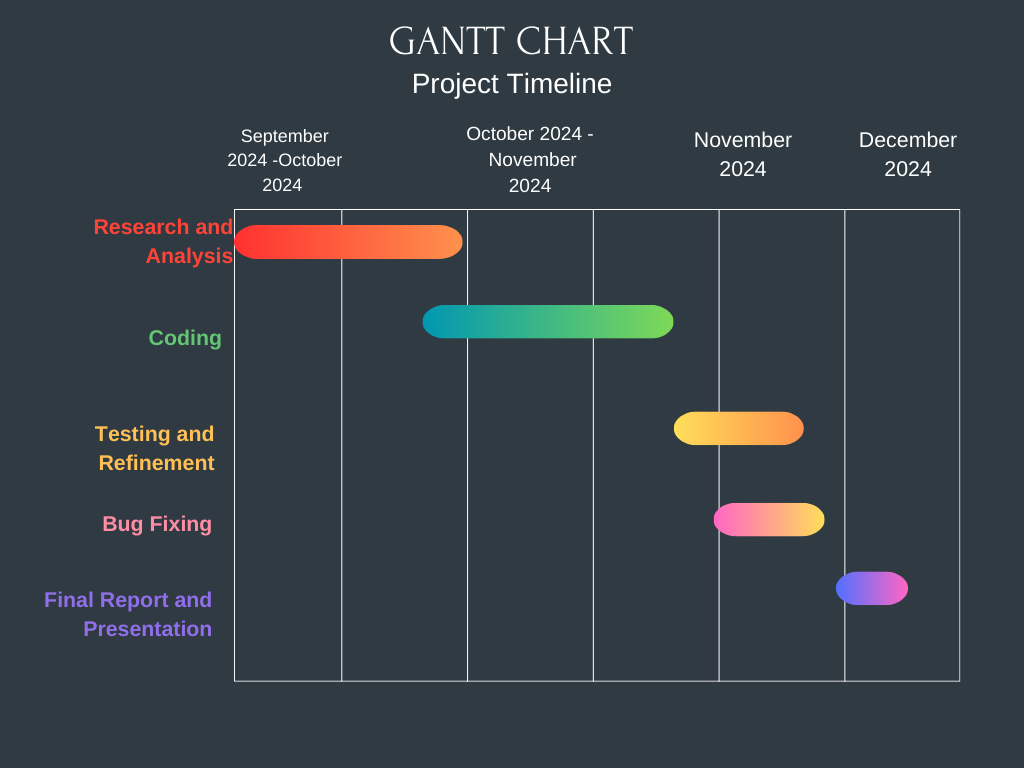 GANTT CHART
Project Timeline
September
2024 -October
2024
October 2024 -
November
2024
November
2024
December
2024
Research and
Analysis
Coding
Testing and
Refinement
Bug Fixing
Final Report and
Presentation